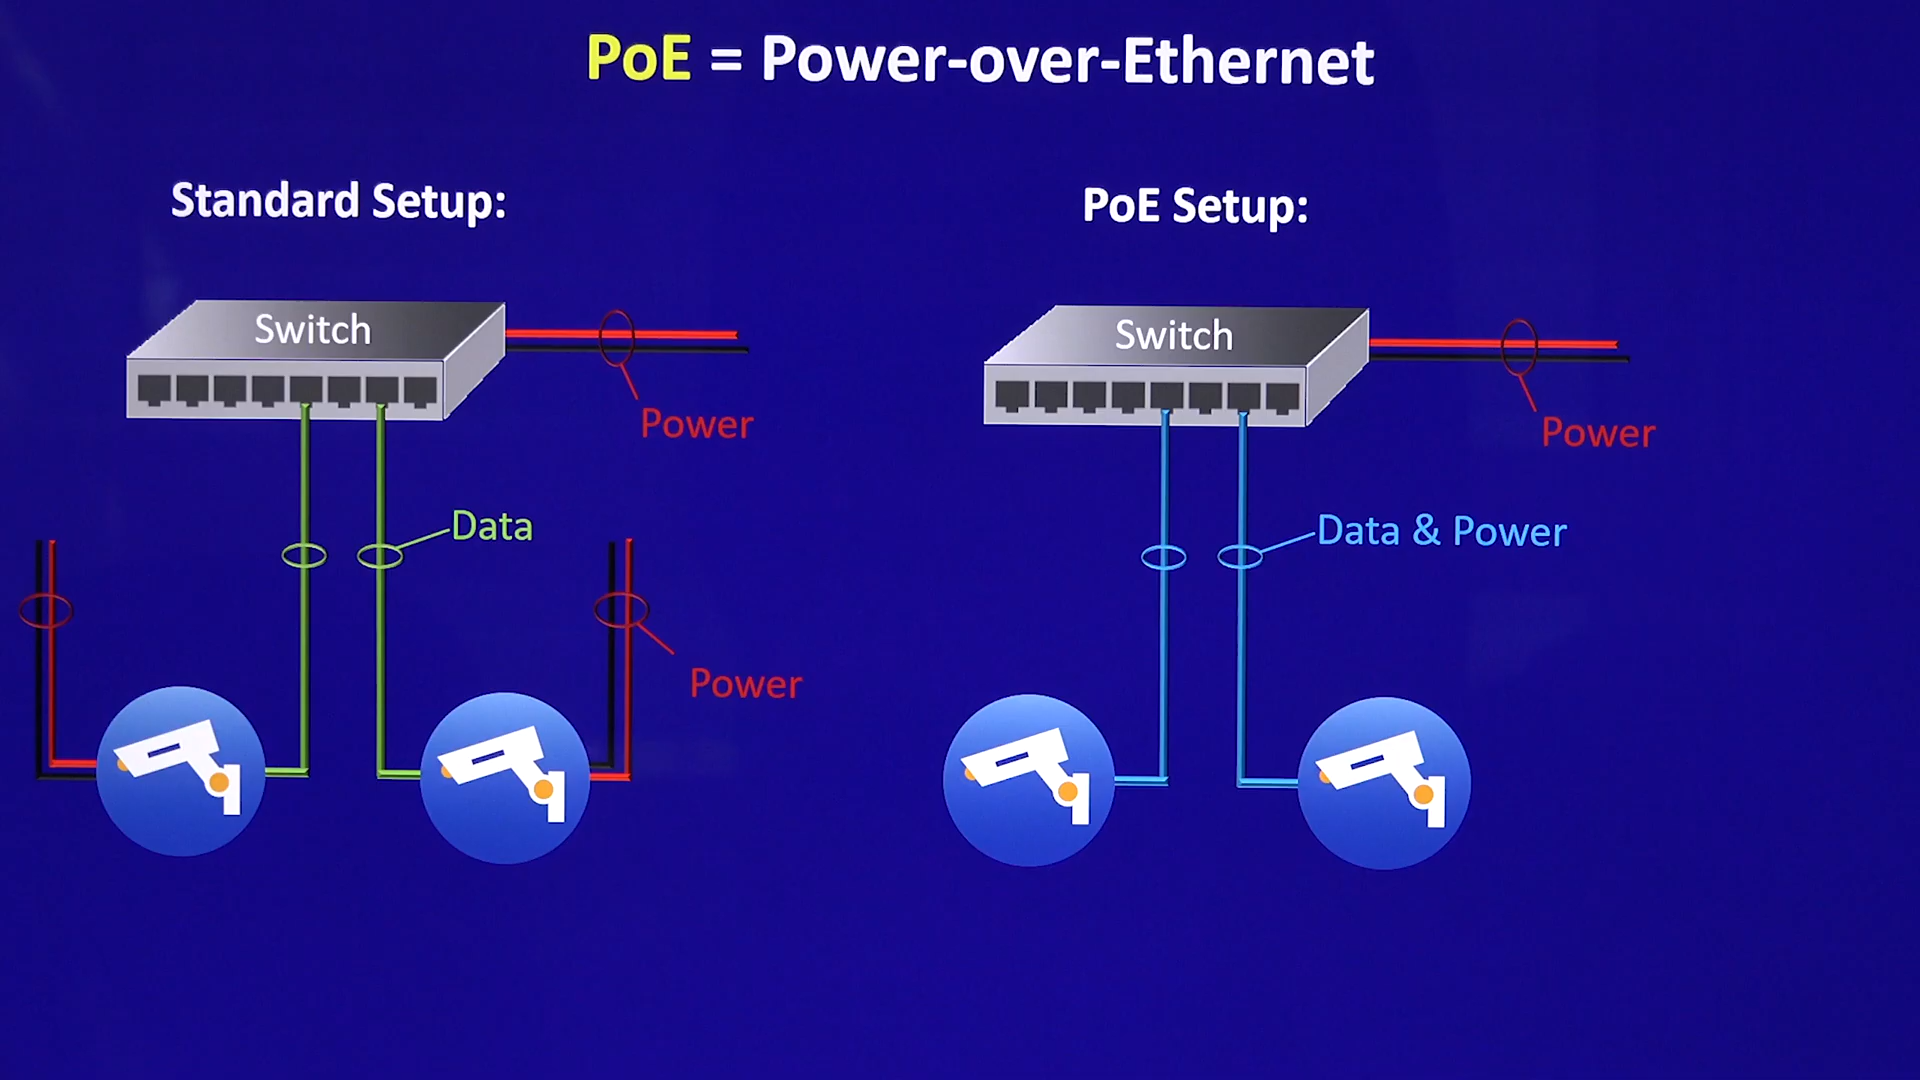 PoE = Power-over-Ethernet
Standard Setup:
PoE Setup:
Switch
Power
Data
Power
Switch
Power
Data & Power